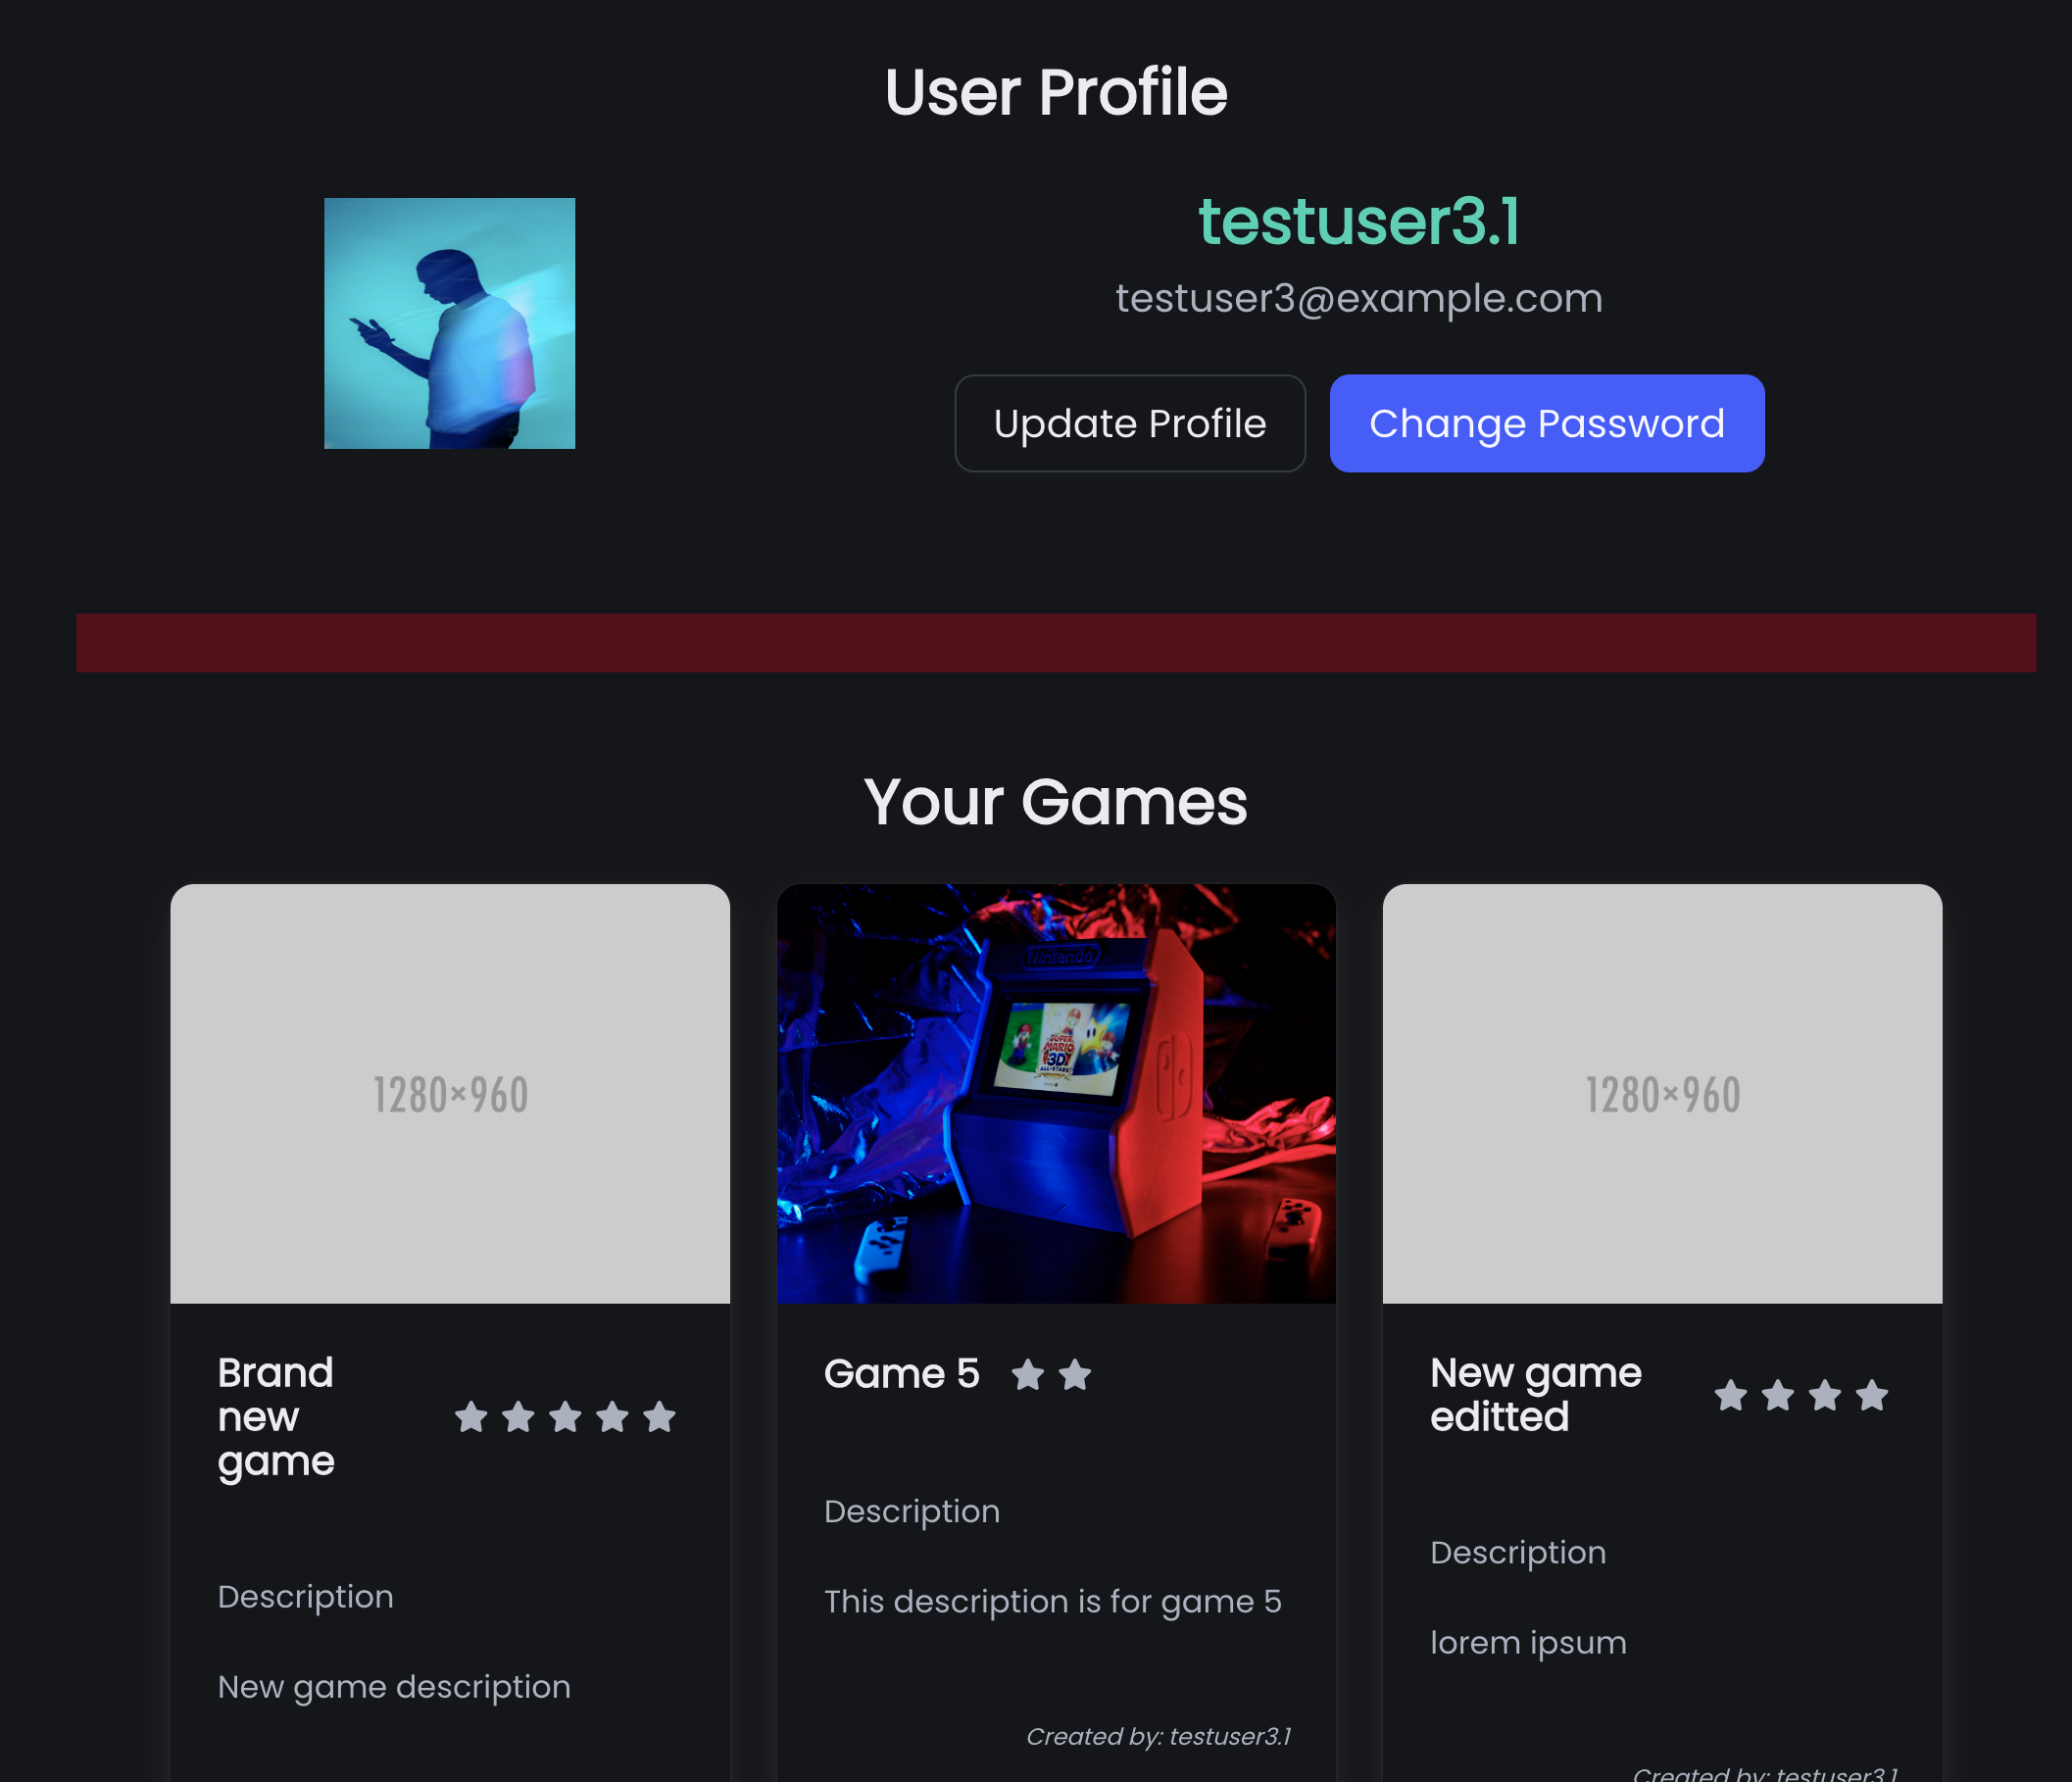 User Profile
testuser3.1
testuser3@example.com
Update Profile
Change Password
Your Games
1280×960
Nintendo
SUPER
MARIO
3D
ALL-STARS
1280×960
Brand
new
game
Description
New game description
Game 5
Description
This description is for game 5
Created by: testuser3.1
New game
editted
Description
lorem ipsum
Created by: testuser3.1